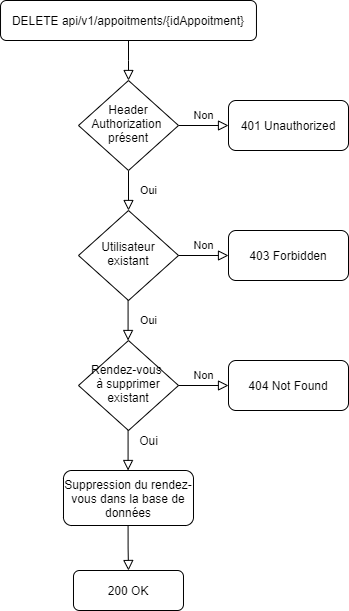 DELETE api/v1/appoitments/{idAppoitment}
Header
Authorization
présent
Non
401 Unauthorized
Oui
Utilisateur
existant
Non
403 Forbidden
Oui
Rendez-vous
à supprimer
existant
Non
404 Not Found
Oui
Suppression du rendez-
vous dans la base de
données
200 OK